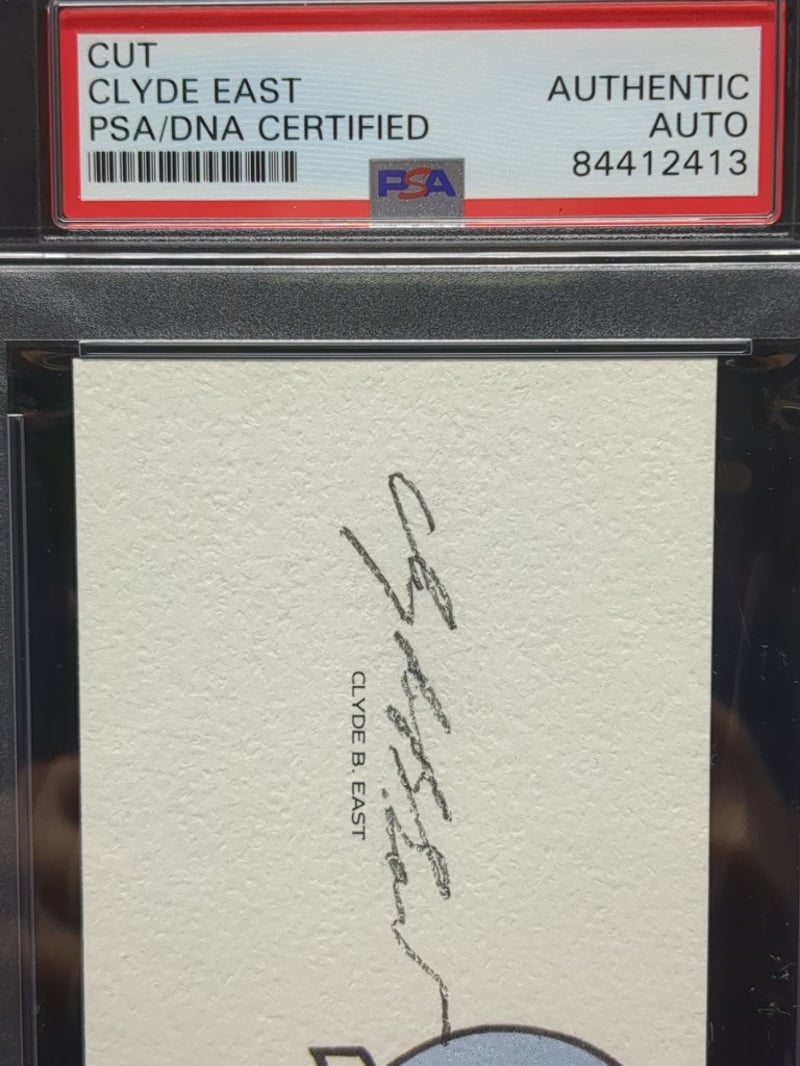 CUT
CLYDE EAST
PSA/DNA CERTIFIED
AUTHENTIC
AUTO
84412413
PSA
CLYDE B. EAST